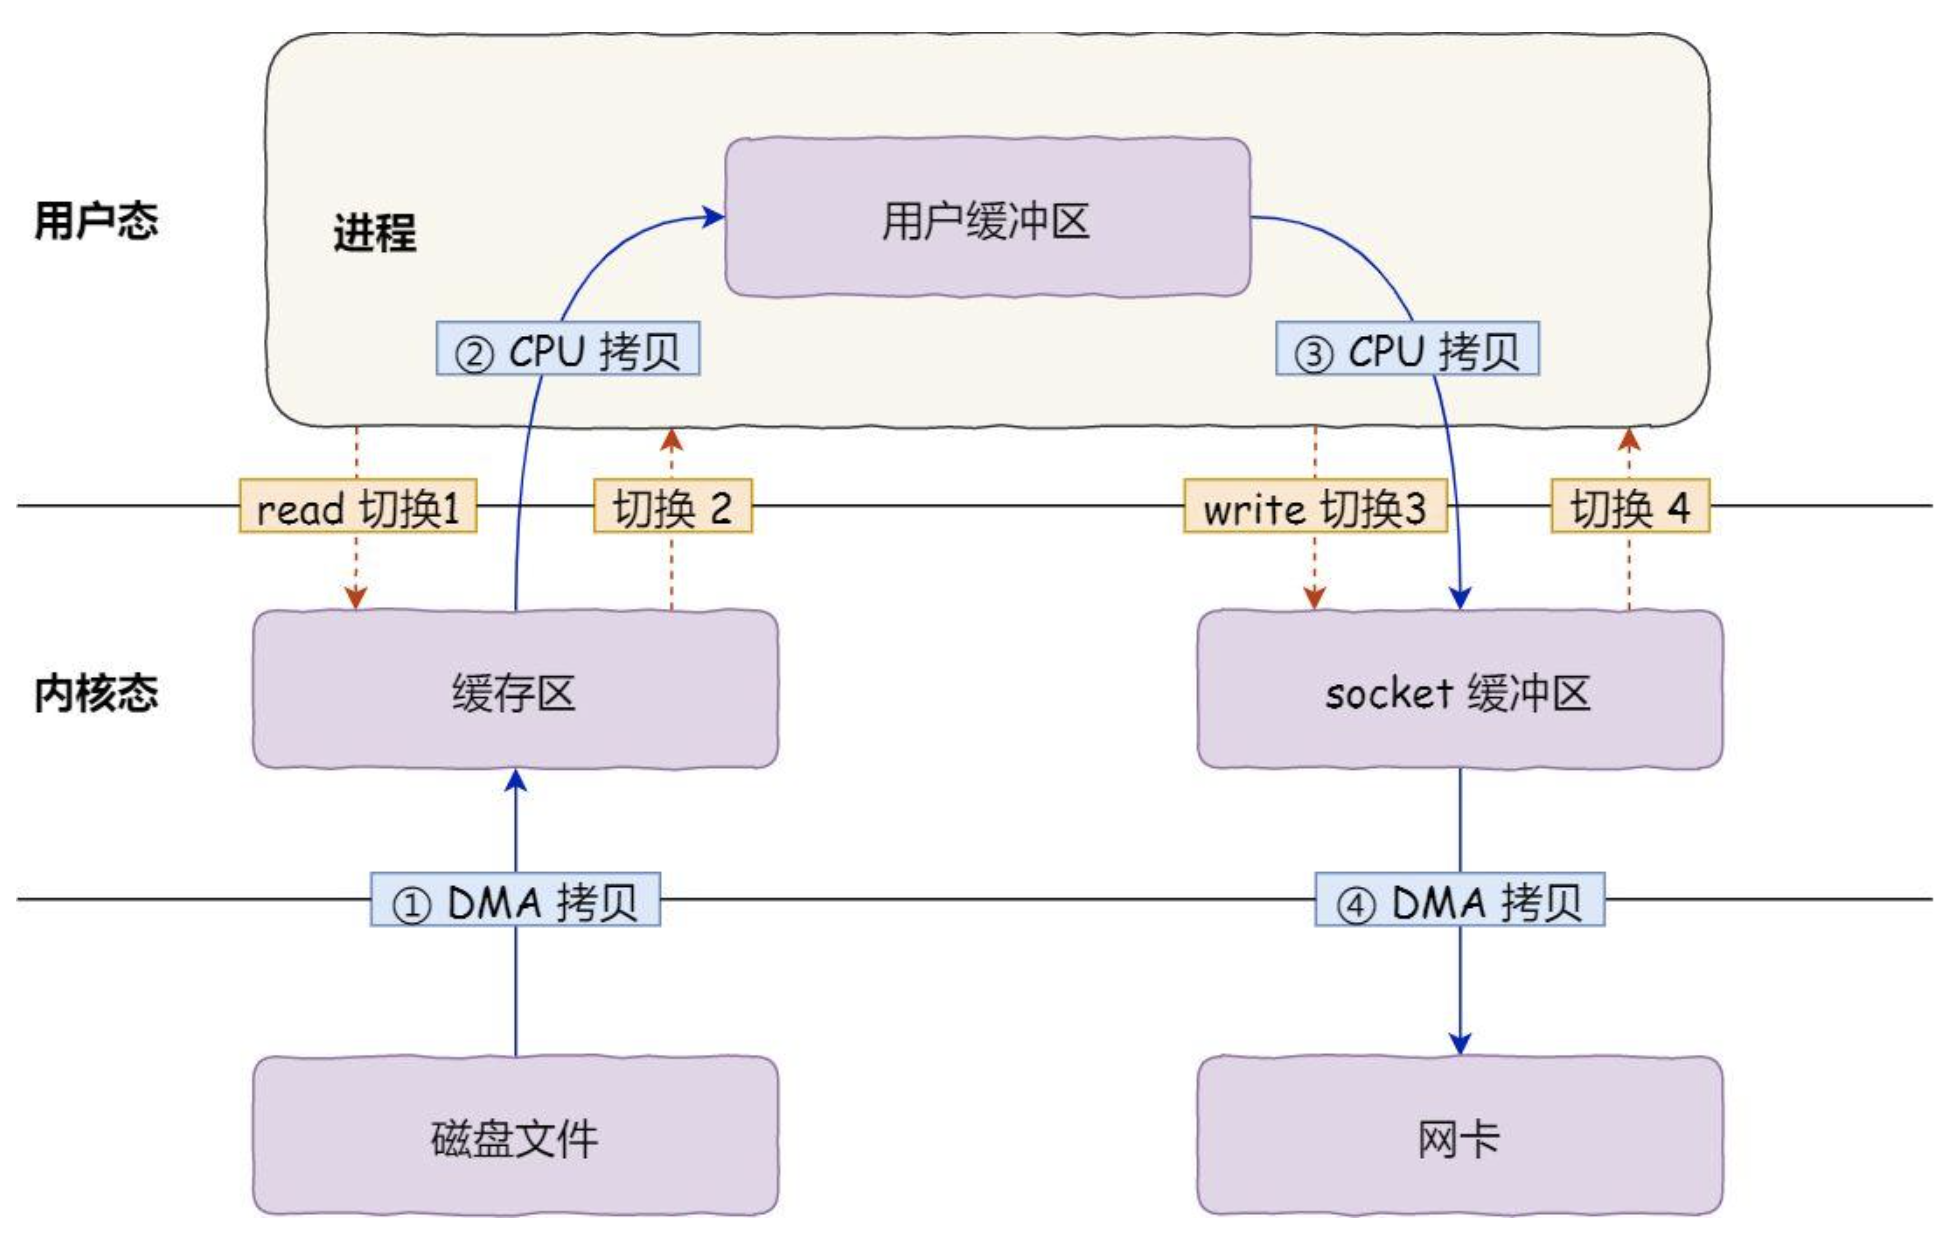 用户态
进程
用户缓冲区
② CPU 拷贝
③ CPU 拷贝
read 切换1
切换 2
write 切换3
切换 4
内核态
缓存区
socket 缓冲区
① DMA 拷贝
④ DMA 拷贝
磁盘文件
网卡